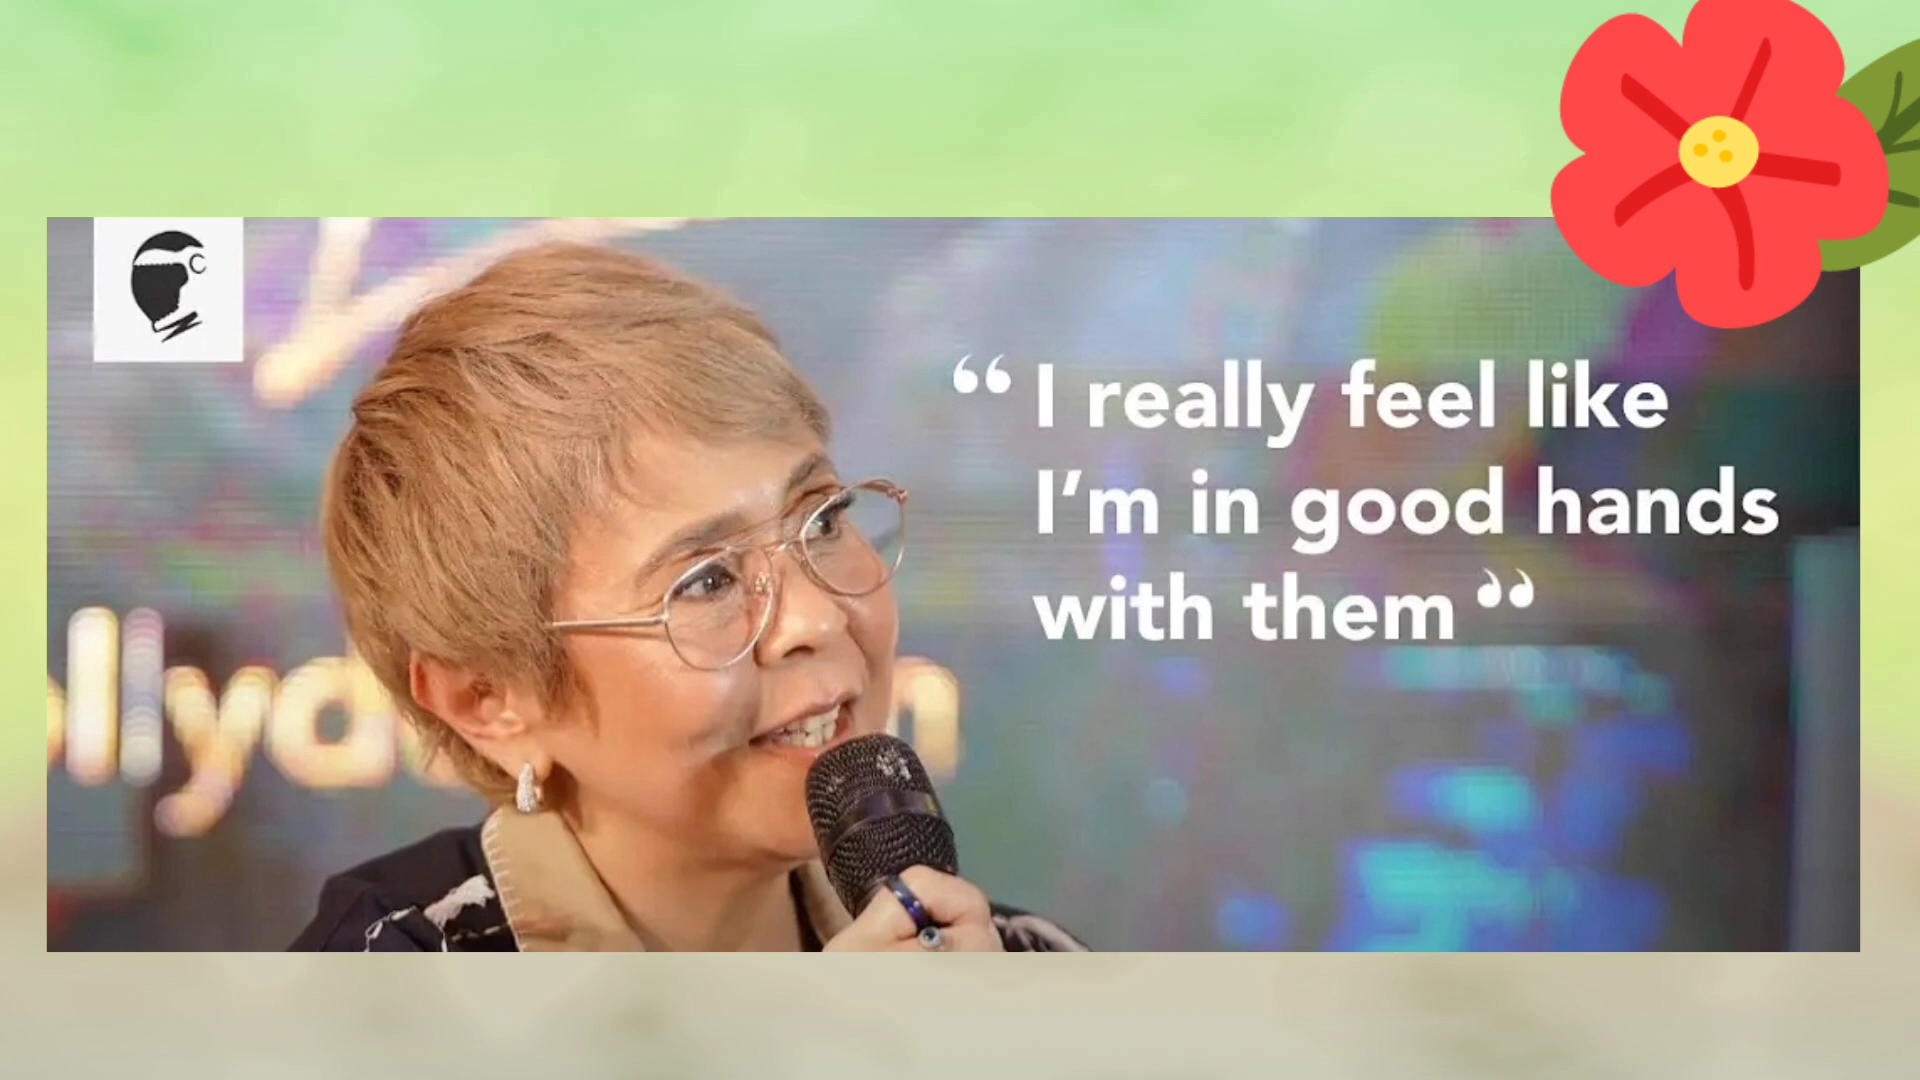 “ I really feel like
I’m in good hands
with them ”